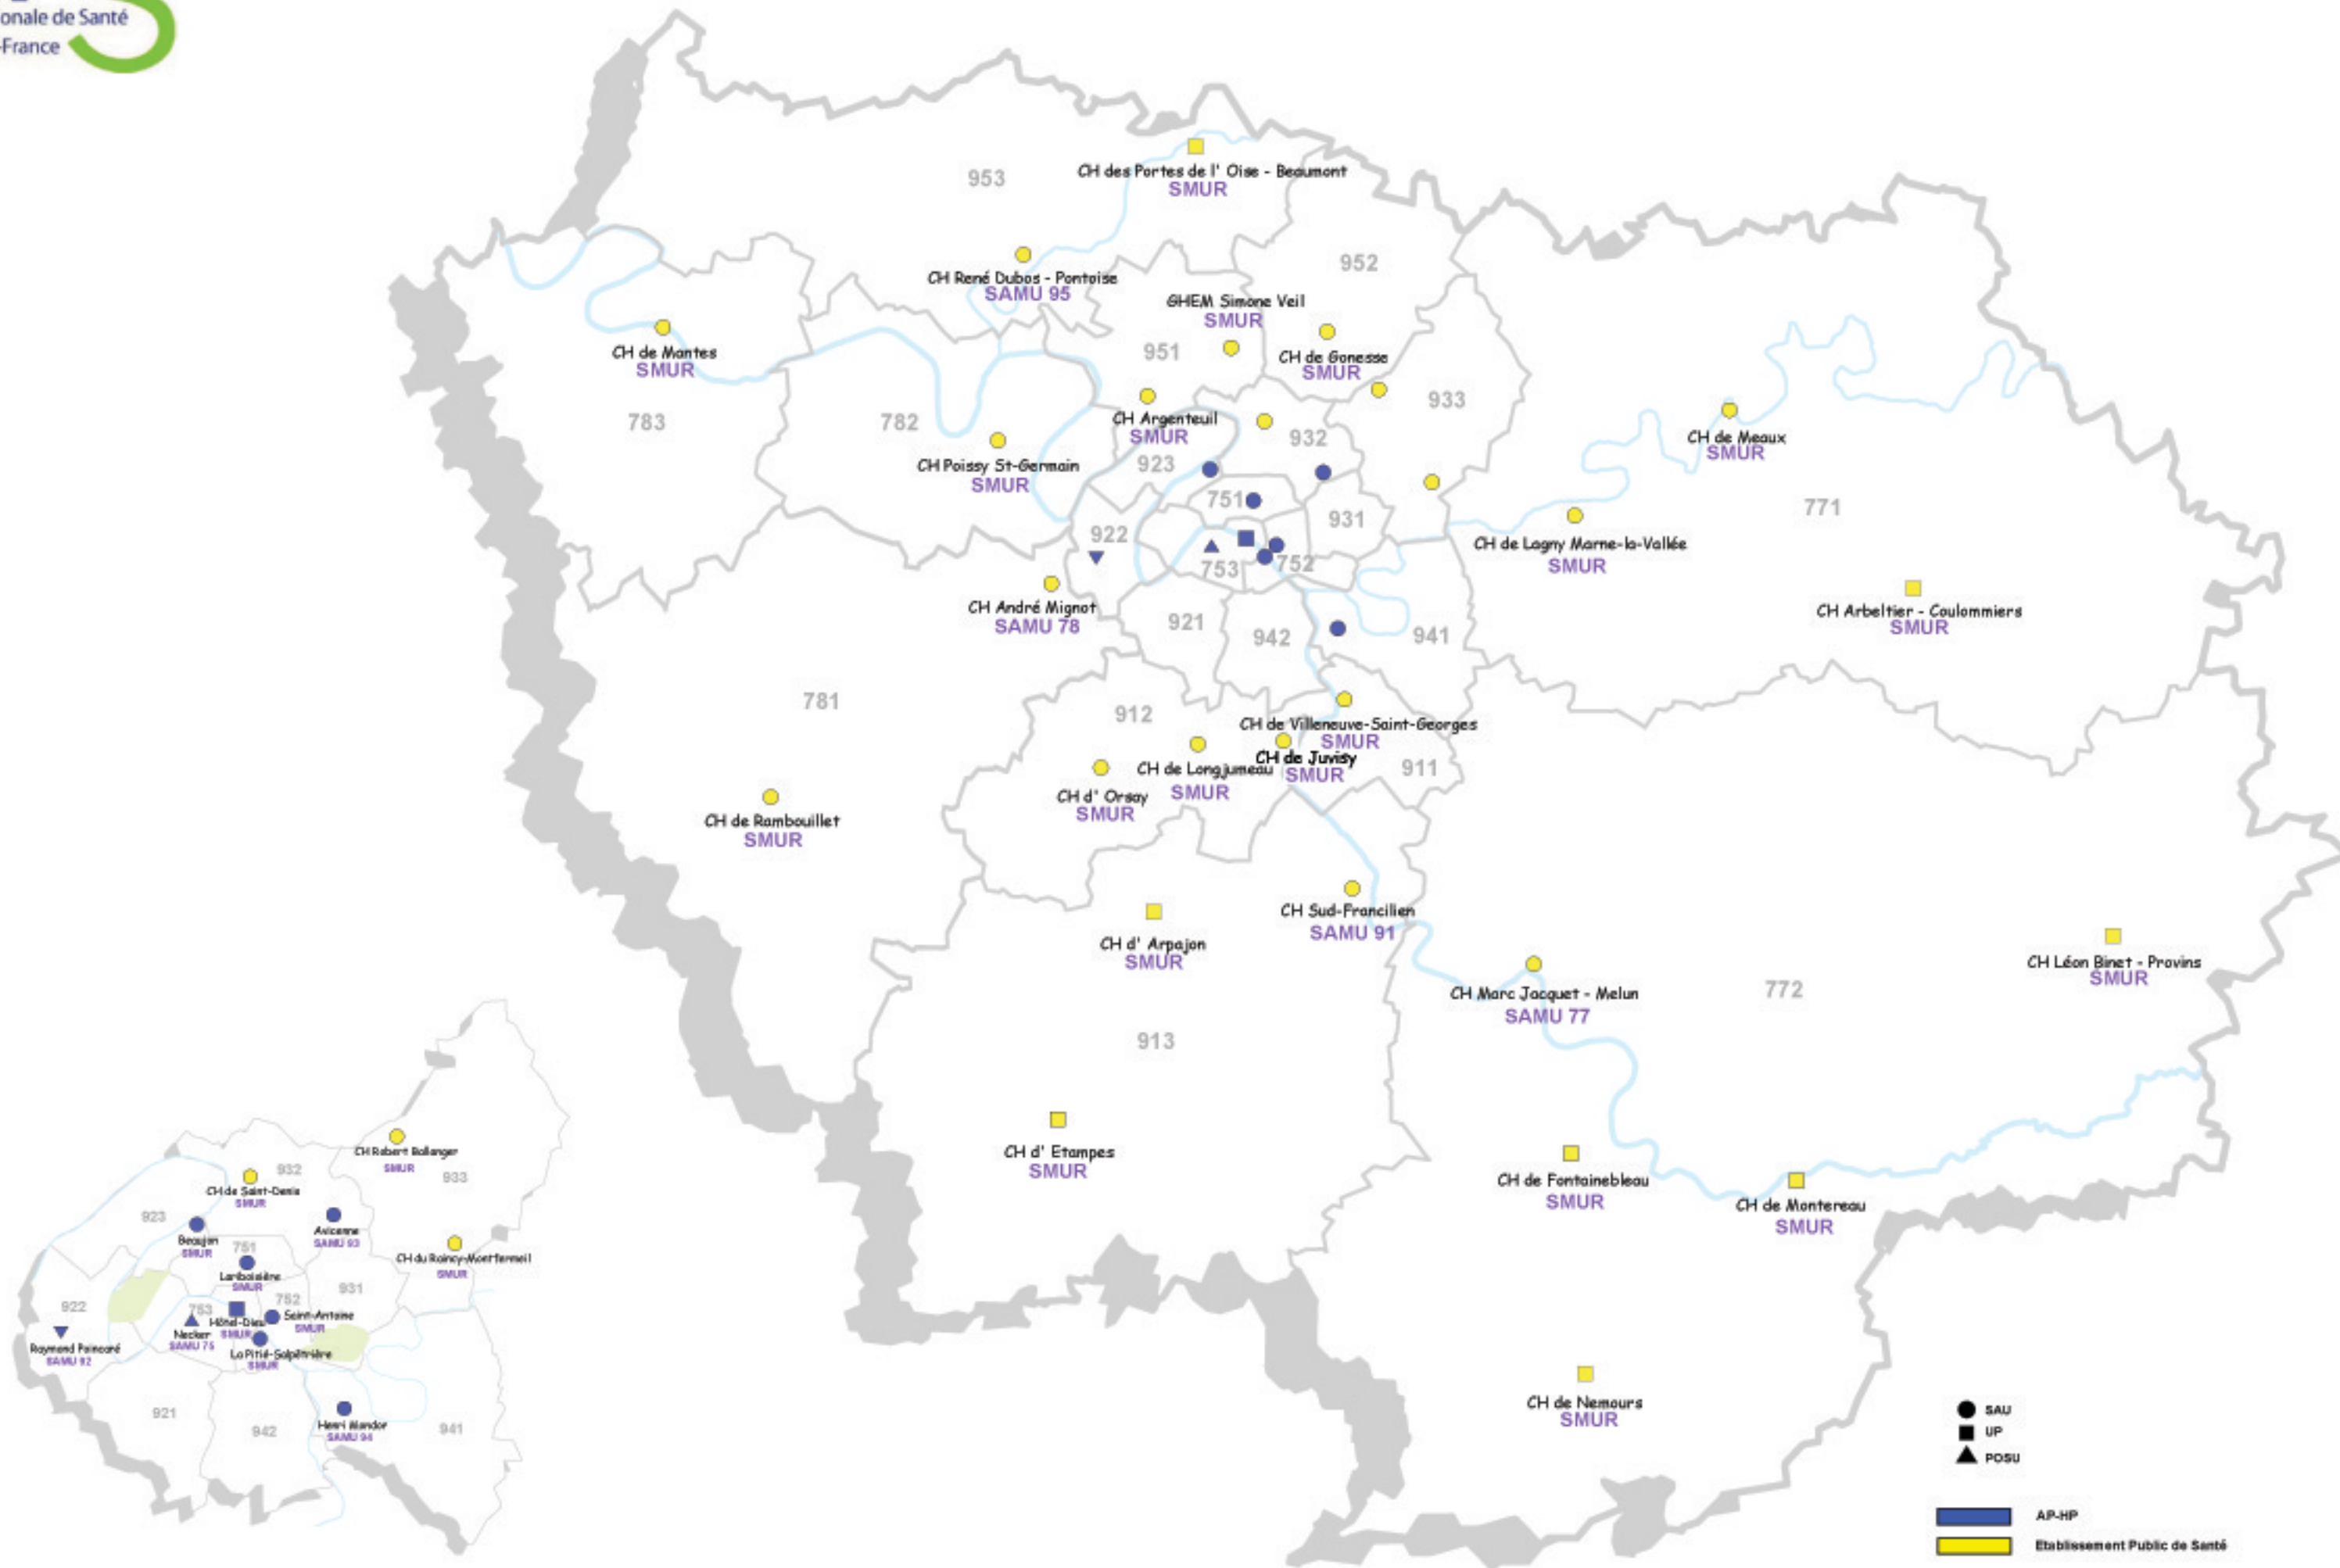 onale de Santé
-France
953
CH des Portes de l' Oise - Beaumont
SMUR
952
CH René Dubos - Pontoise
SAMU 95
GHEM Simone Veil
SMUR
951
CH de Gonesse
SMUR
CH de Mantes
SMUR
783
782
CH Argenteuil
SMUR
933
932
923
CH Poissy St-Germain
SMUR
CH de Meaux
SMUR
751
931
771
922
753
752
CH de Lagny Marne-la-Vallée
SMUR
CH André Mignot
SAMU 78
CH Arbeltier - Coulommiers
SMUR
921
942
941
781
912
CH de Villeneuve-Saint-Georges
SMUR
CH de Juvisy
SMUR
911
CH de Longjumeau
SMUR
CH d' Orsay
SMUR
CH de Rambouillet
SMUR
CH Sud-Francilien
SAMU 91
CH d' Arpajon
SMUR
CH Léon Binet - Provins
SMUR
CH Marc Jacquet - Melun
SAMU 77
772
913
CH d' Etampes
SMUR
CH de Fontainebleau
SMUR
CH de Montereau
SMUR
CH de Nemours
SMUR
CH Robert Ballanger
SMUR
933
932
CH de Saint-Denis
SMUR
923
Beaujon
SMUR
Avicenne
SAMU 93
751
CH du Raincy-Montfermeil
SMUR
Lariboisière
SMUR
931
922
753
752
Hôtel-Dieu
SMUR
Saint-Antoine
SMUR
Necker
SAMU 75
Raymond Poincaré
SAMU 92
La Pitié-Salpêtrière
SMUR
921
942
Henri Mondor
SAMU 94
941
SAU
UP
POSU
AP-HP
Etablissement Public de Santé